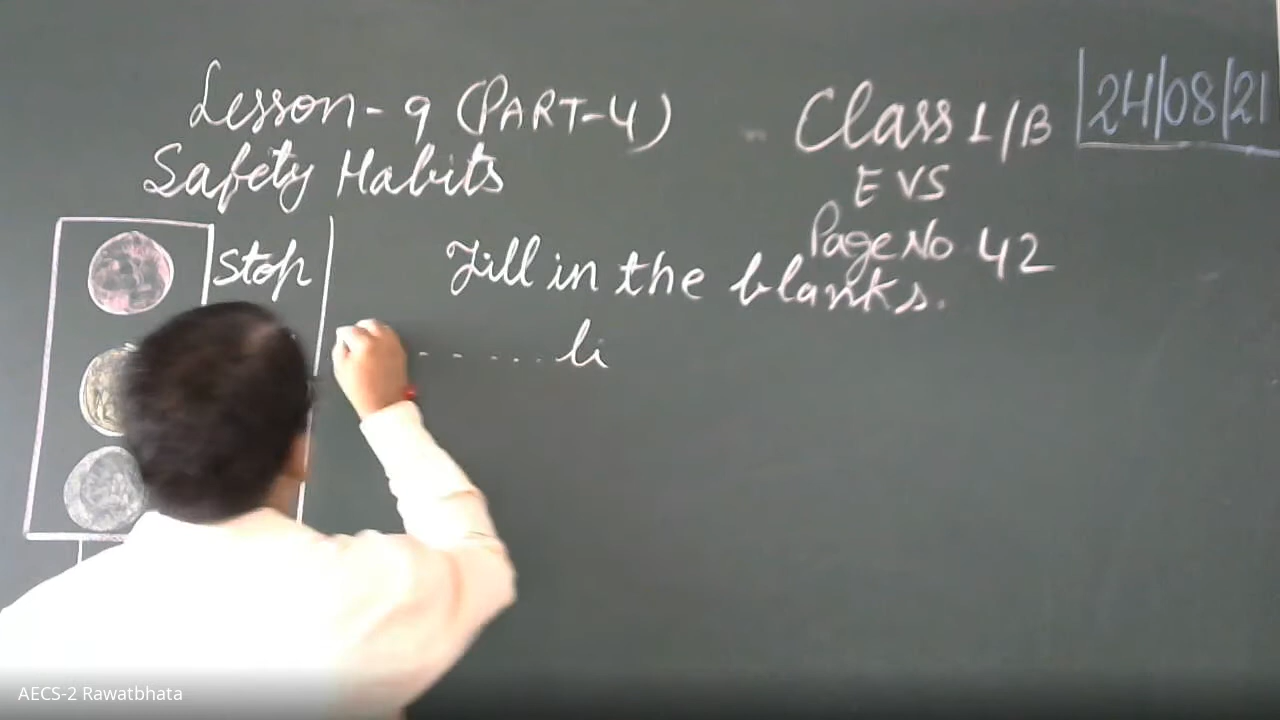 Lesson - 9 (PART-4)
Safety Habits
Class I/B
24/08/21
EVS
Page No 42
Stop
Fill in the blanks.
..... li
AECS-2 Rawatbhata